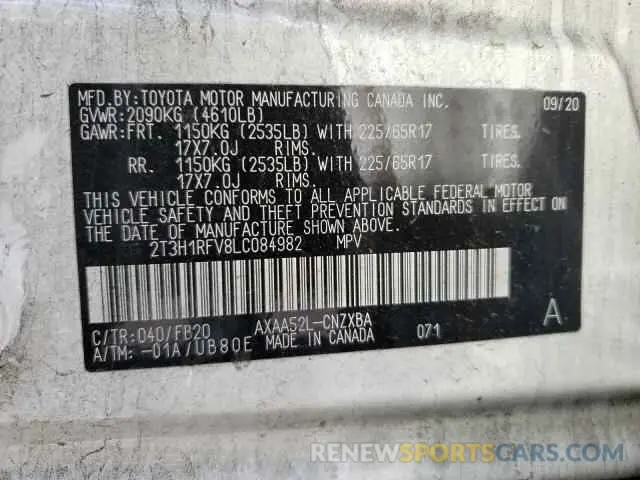 MFD.BY:TOYOTA MOTOR MANUFACTURING CANADA INC. 09/20
GVWR:2090KG (4610LB)
GAWR:FRT. 1150KG (2535LB) WITH 225/65R17 TIRES.
17X7.0J RIMS.
RR. 1150KG (2535LB) WITH 225/65R17 TIRES.
17X7.0J RIMS.
THIS VEHICLE CONFORMS TO ALL APPLICABLE FEDERAL MOTOR
VEHICLE SAFETY AND THEFT PREVENTION STANDARDS IN EFFECT ON
THE DATE OF MANUFACTURE SHOWN ABOVE.
2T3H1RFV8LC084982 MPV
C/TR:040/FB20 AXAA52L-CNZXBA 071 A
A/TM:-01A/UB80E MADE IN CANADA
RENEWSPORTSCARS.COM